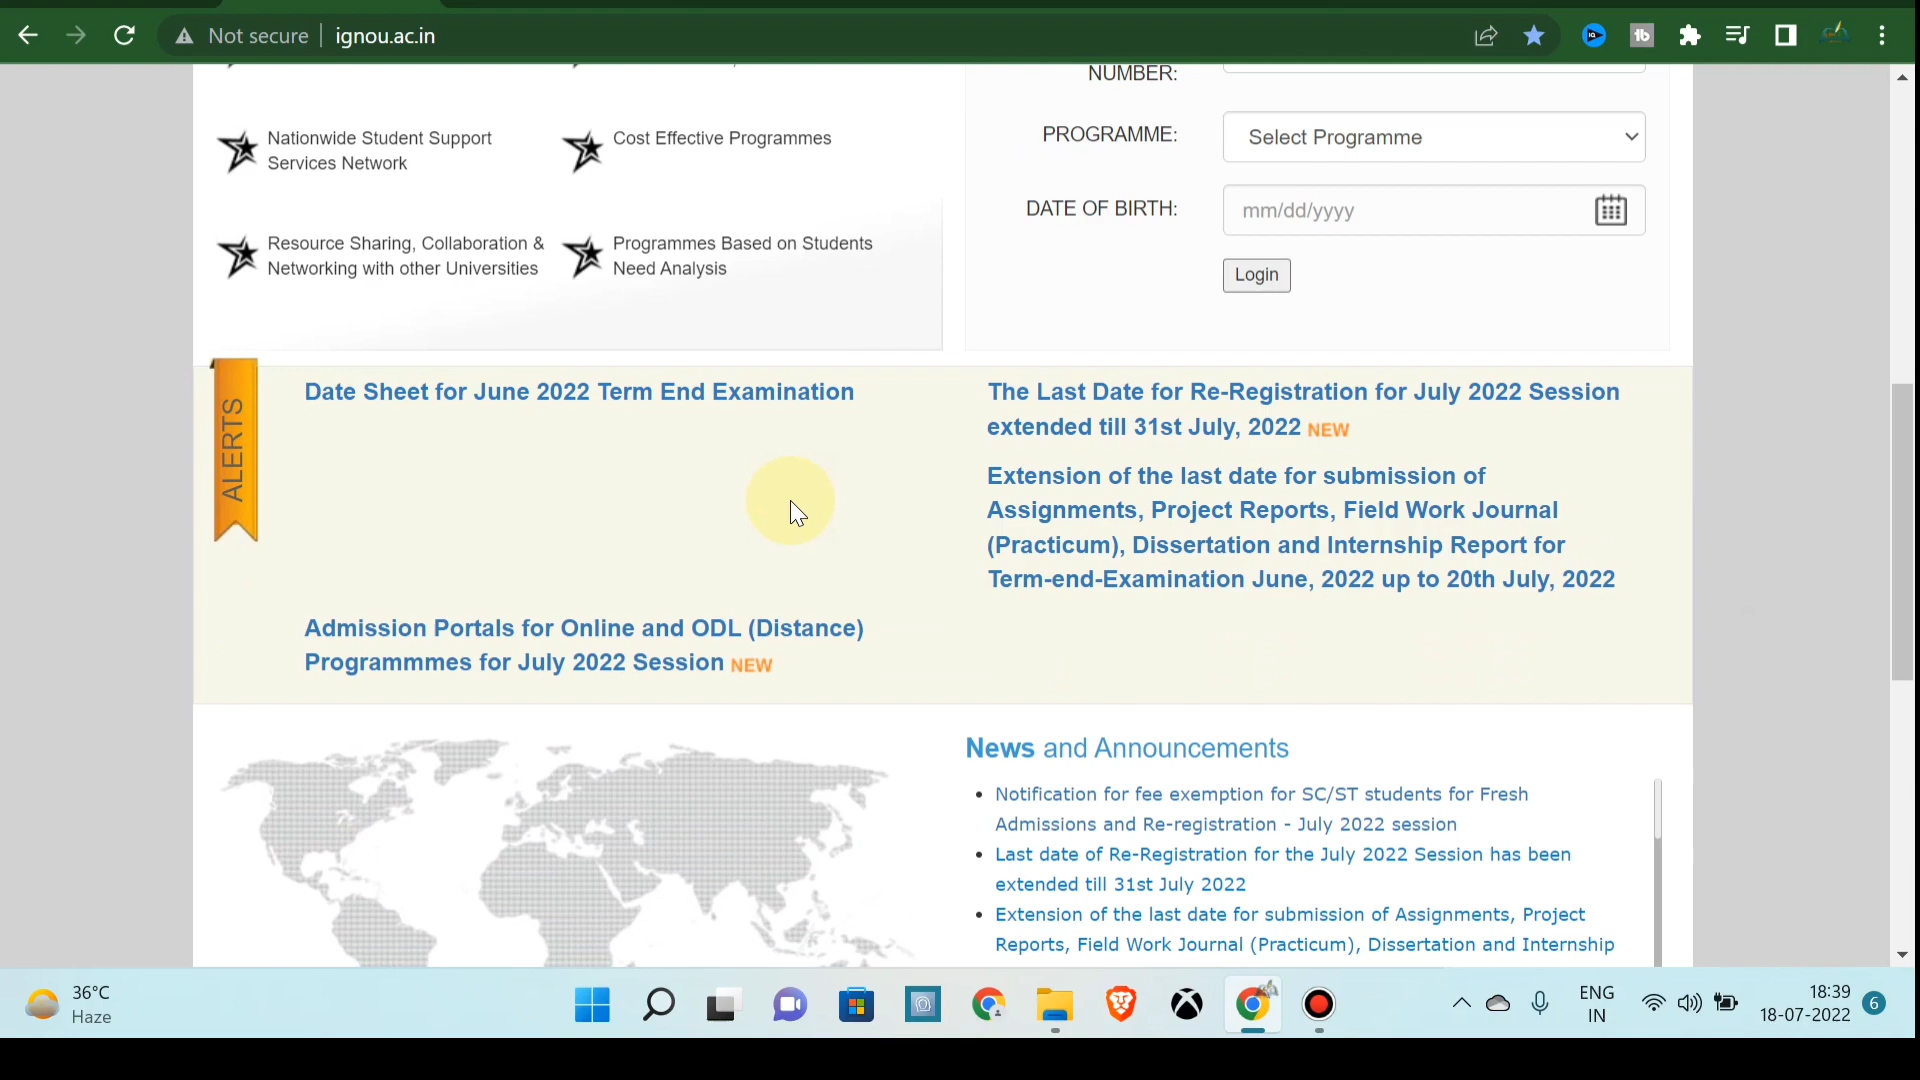 Not secure
ignou.ac.in
NUMBER:
Nationwide Student Support
Services Network
Cost Effective Programmes
PROGRAMME:
Select Programme
DATE OF BIRTH:
mm/dd/yyyy
Resource Sharing, Collaboration &
Networking with other Universities
Programmes Based on Students
Need Analysis
Login
ALERTS
Date Sheet for June 2022 Term End Examination
The Last Date for Re-Registration for July 2022 Session
extended till 31st July, 2022 NEW
Extension of the last date for submission of
Assignments, Project Reports, Field Work Journal
(Practicum), Dissertation and Internship Report for
Term-end-Examination June, 2022 up to 20th July, 2022
Admission Portals for Online and ODL (Distance)
Programmmes for July 2022 Session NEW
News and Announcements
Notification for fee exemption for SC/ST students for Fresh
Admissions and Re-registration - July 2022 session
Last date of Re-Registration for the July 2022 Session has been
extended till 31st July 2022
Extension of the last date for submission of Assignments, Project
Reports, Field Work Journal (Practicum), Dissertation and Internship
36°C
Haze
ENG
IN
18:39
18-07-2022
6